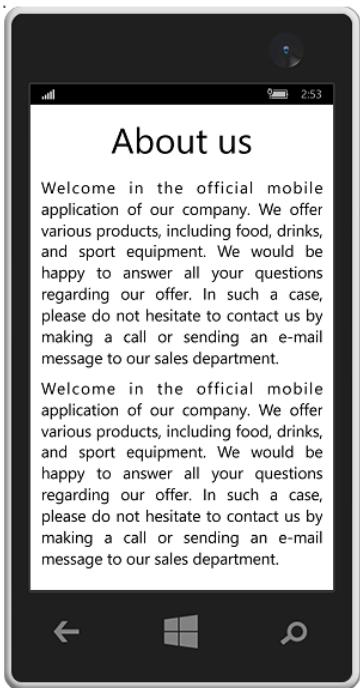 2:53
About us
Welcome in the official mobile
application of our company. We offer
various products, including food, drinks,
and sport equipment. We would be
happy to answer all your questions
regarding our offer. In such a case,
please do not hesitate to contact us by
making a call or sending an e-mail
message to our sales department.
Welcome in the official mobile
application of our company. We offer
various products, including food, drinks,
and sport equipment. We would be
happy to answer all your questions
regarding our offer. In such a case,
please do not hesitate to contact us by
making a call or sending an e-mail
message to our sales department.